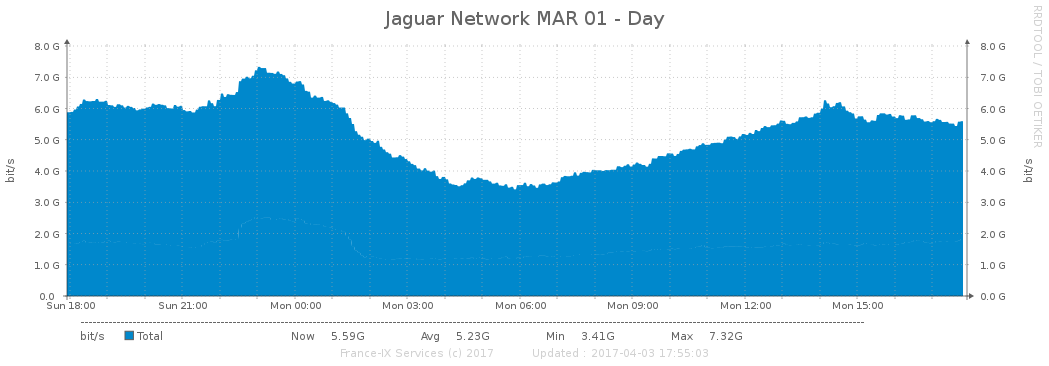 Jaguar Network MAR 01 - Day
RRDTOOL / TOBI OETIKER
bit/s
bit/s
8.0 G 8.0 G
7.0 G 7.0 G
6.0 G 6.0 G
5.0 G 5.0 G
4.0 G 4.0 G
3.0 G 3.0 G
2.0 G 2.0 G
1.0 G 1.0 G
0.0 0.0 G
Sun 18:00 Sun 21:00 Mon 00:00 Mon 03:00 Mon 06:00 Mon 09:00 Mon 12:00 Mon 15:00
bit/s Total Now 5.59G Avg 5.23G Min 3.41G Max 7.32G
France-IX Services (c) 2017 Updated : 2017-04-03 17:55:03